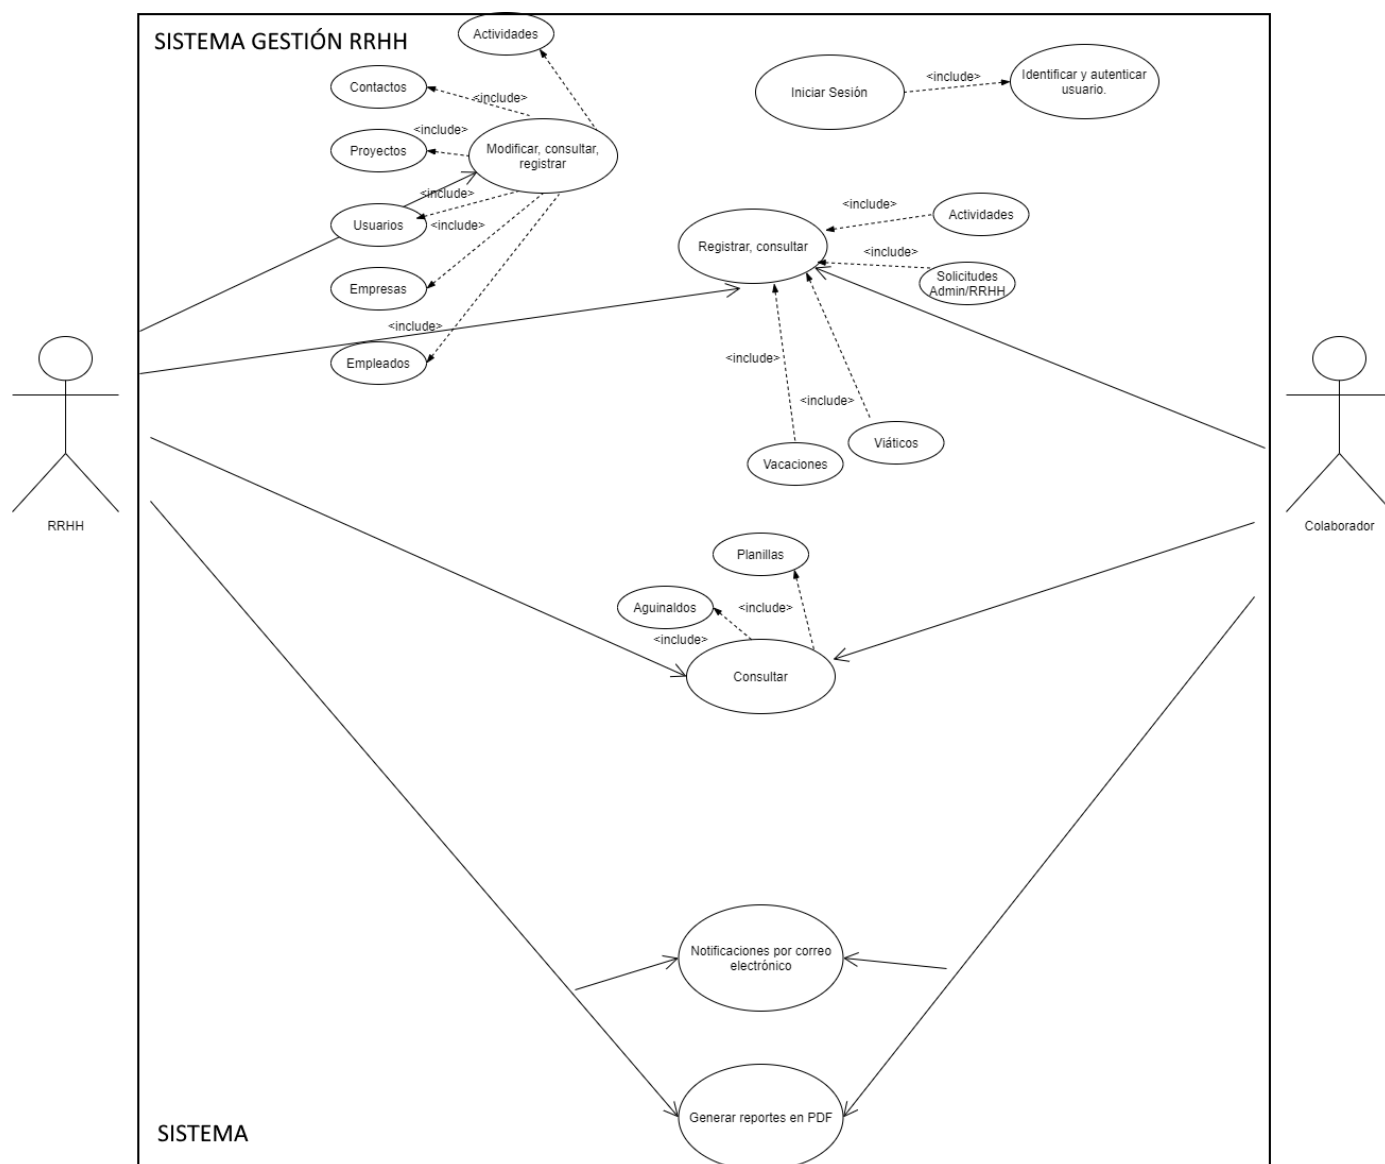 SISTEMA GESTIÓN RRHH
Actividades
Contactos
<include>
Proyectos
<include>
Modificar, consultar,
registrar
Usuarios
<include>
<include>
Empresas
<include>
Empleados
Iniciar Sesión
<include>
Identificar y autenticar
usuario.
Registrar, consultar
<include>
Actividades
<include>
Solicitudes
Admin/RRHH
<include>
<include>
Vacaciones
Viáticos
RRHH
Colaborador
Planillas
Aguinaldos
<include>
<include>
Consultar
Notificaciones por correo
electrónico
Generar reportes en PDF
SISTEMA